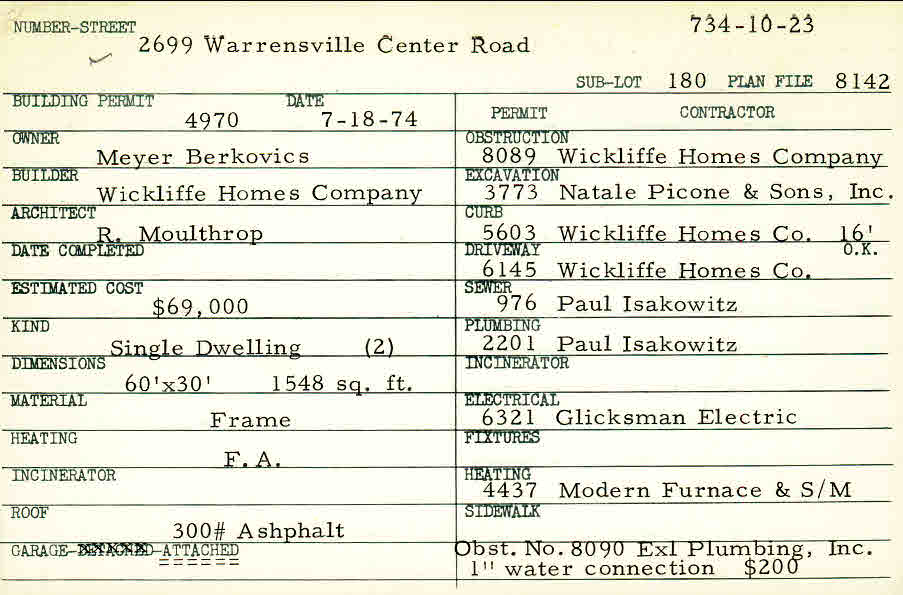 NUMBER-STREET
734-10-23
2699 Warrensville Center Road
SUB-LOT 180 PLAN FILE 8142
BUILDING PERMIT DATE
4970 7-18-74
OWNER
Meyer Berkovics
BUILDER
Wickliffe Homes Company
ARCHITECT
R. Moulthrop
DATE COMPLETED
ESTIMATED COST
$69,000
KIND
Single Dwelling (2)
DIMENSIONS
60'x30' 1548 sq. ft.
MATERIAL
Frame
HEATING
F.A.
INCINERATOR
ROOF
300# Ashphalt
GARAGE-DETACHED-ATTACHED
PERMIT CONTRACTOR
OBSTRUCTION
8089 Wickliffe Homes Company
EXCAVATION
3773 Natale Picone & Sons, Inc.
CURB
5603 Wickliffe Homes Co. 16'
DRIVEWAY O.K.
6145 Wickliffe Homes Co.
SEWER
976 Paul Isakowitz
PLUMBING
2201 Paul Isakowitz
INCINERATOR
ELECTRICAL
6321 Glicksman Electric
FIXTURES
HEATING
4437 Modern Furnace & S/M
SIDEWALK
Obst. No. 8090 Exl Plumbing, Inc.
1" water connection $200